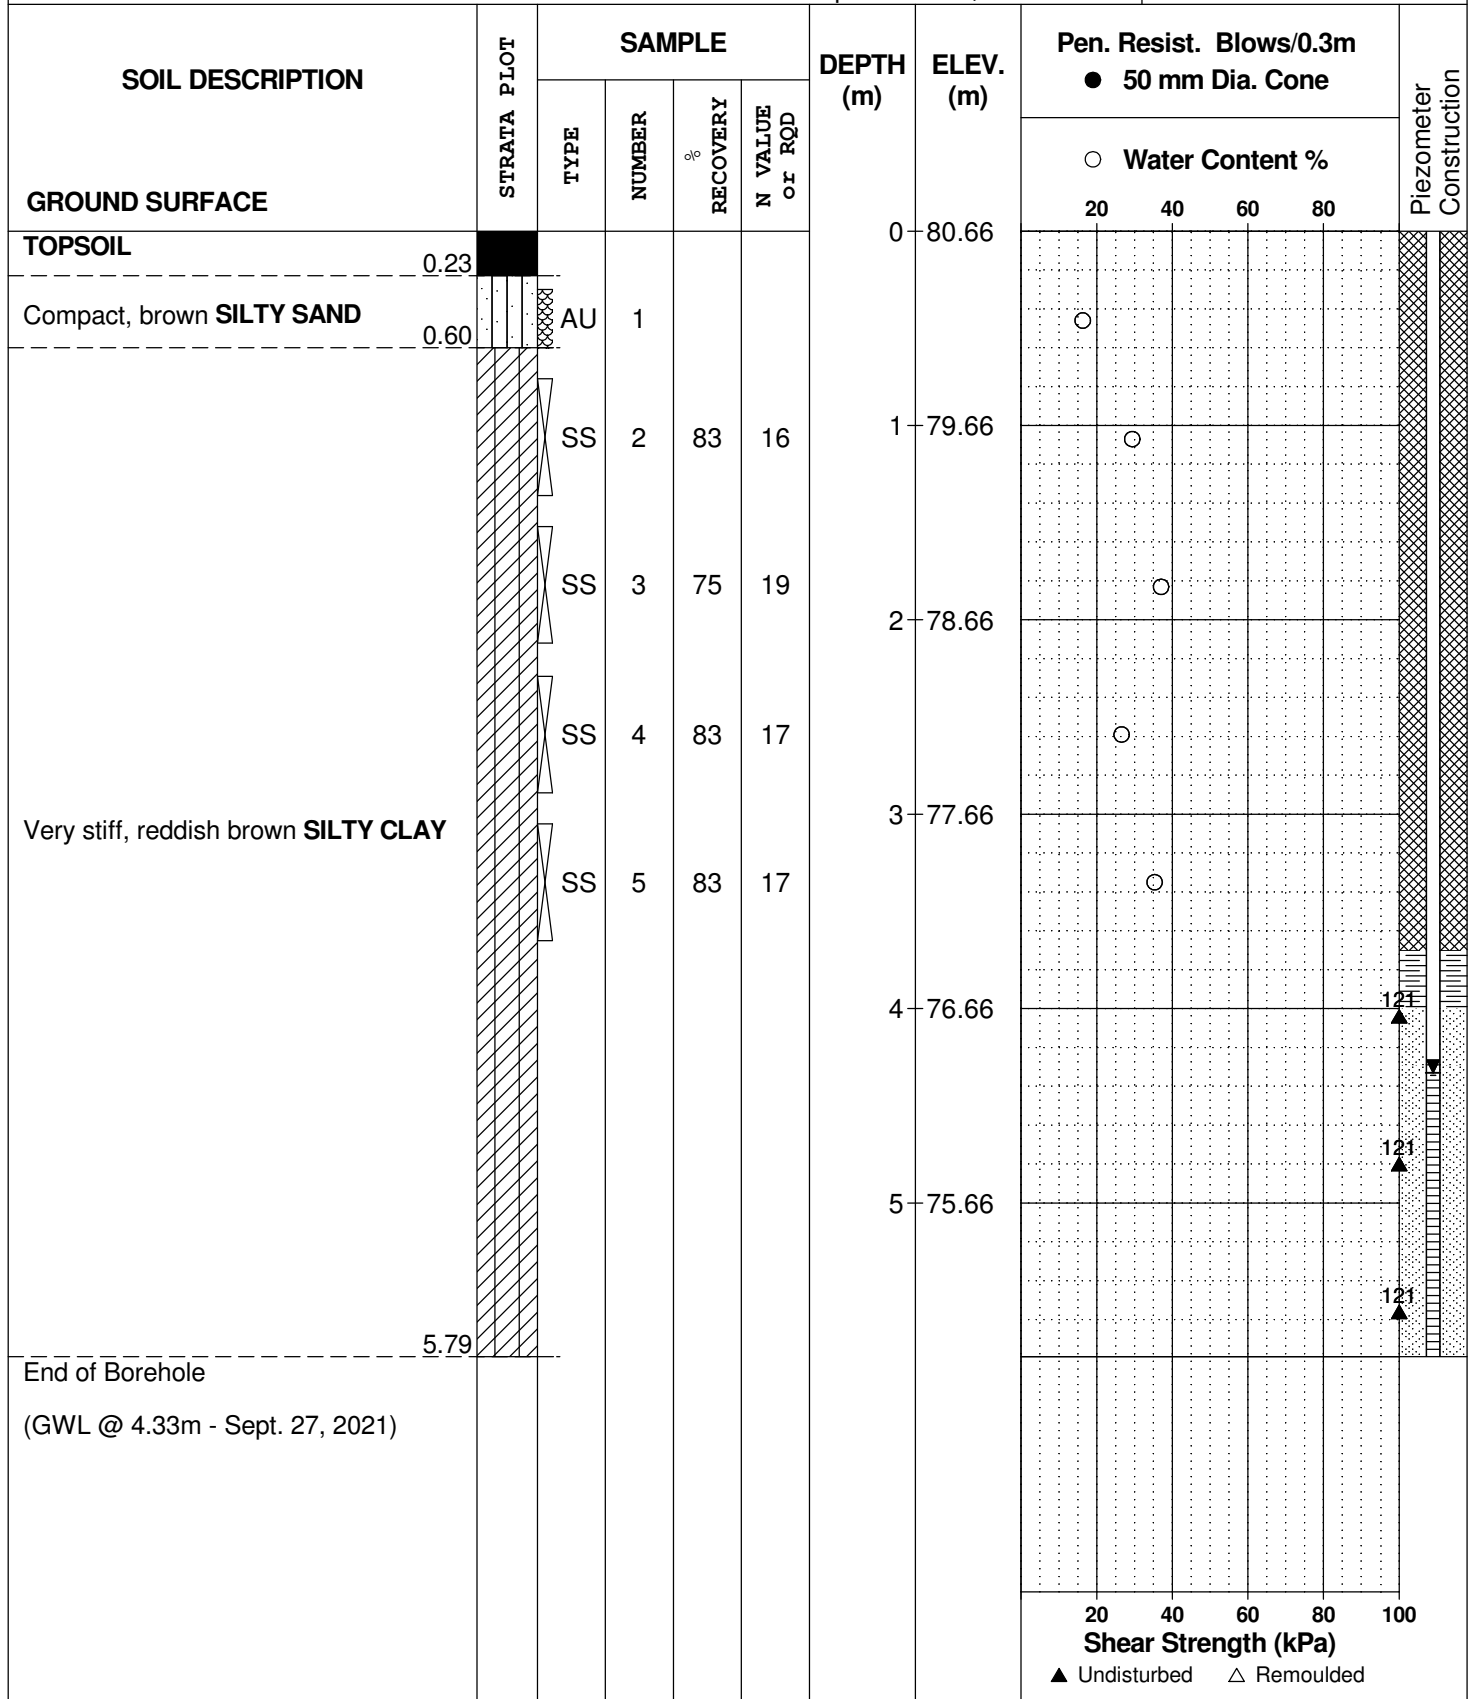 SOIL DESCRIPTION
GROUND SURFACE
STRATA PLOT
SAMPLE
TYPE
NUMBER
% RECOVERY
N VALUE or RQD
DEPTH (m)
ELEV. (m)
Pen. Resist. Blows/0.3m
● 50 mm Dia. Cone
○ Water Content %
20 40 60 80
Piezometer Construction
TOPSOIL
0.23
Compact, brown SILTY SAND
0.60
AU 1
SS 2 83 16
SS 3 75 19
SS 4 83 17
Very stiff, reddish brown SILTY CLAY
SS 5 83 17
5.79
End of Borehole
(GWL @ 4.33m - Sept. 27, 2021)
0 80.66
1 79.66
2 78.66
3 77.66
4 76.66
5 75.66
121
121
121
20 40 60 80 100
Shear Strength (kPa)
▲ Undisturbed △ Remoulded